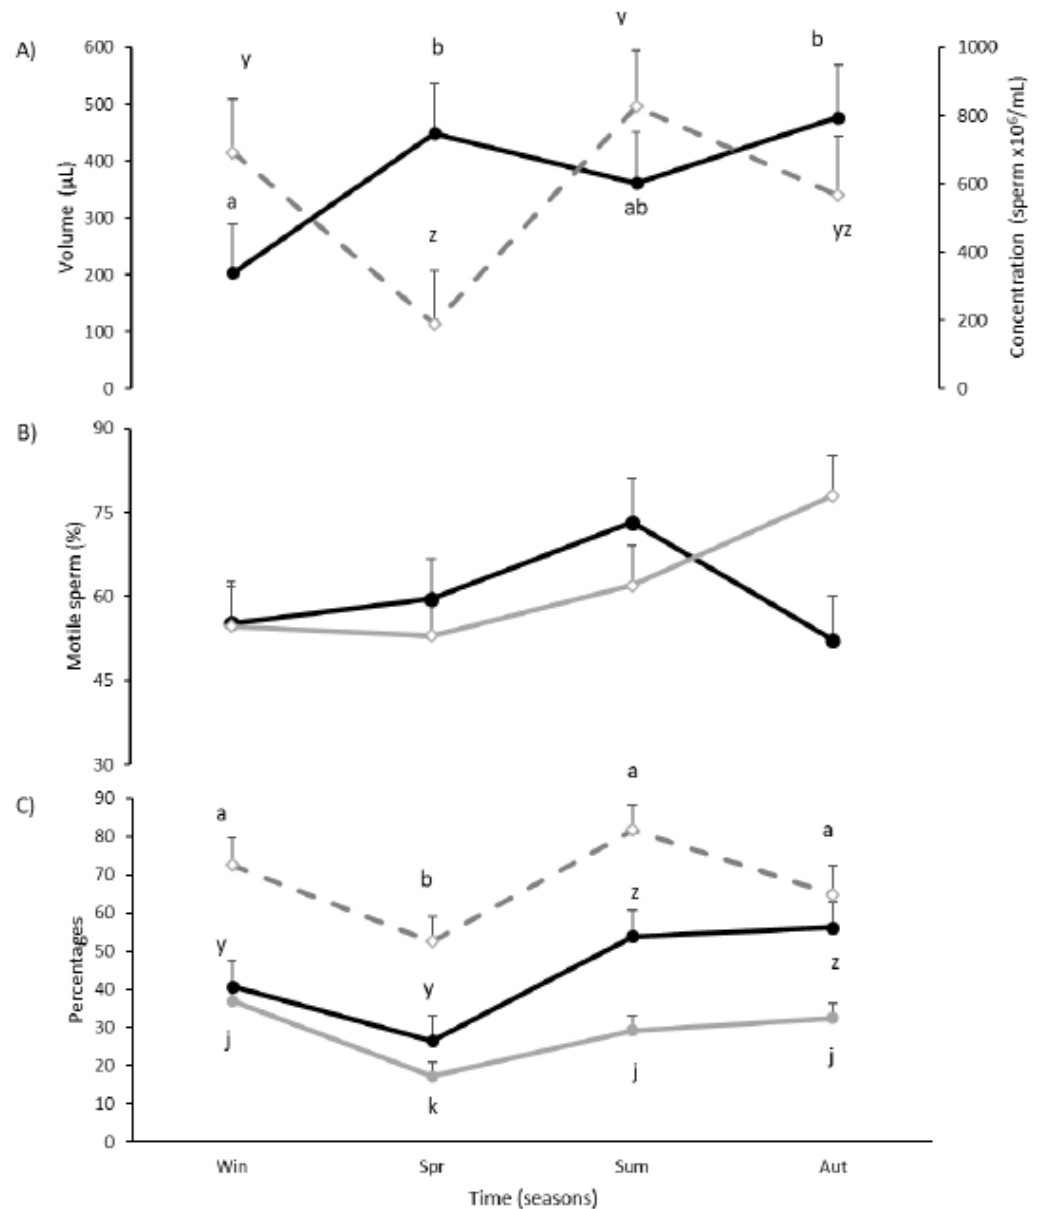 A)
Volume (µL)
600
500
400
300
200
100
0
y
a
b
z
y
ab
b
yz
1000
800
600
400
200
0
Concentration (sperm x10⁶/mL)
B)
Motile sperm (%)
90
75
60
45
30
C)
Percentages
90
80
70
60
50
40
30
20
10
0
a
y
j
b
y
k
a
z
j
a
z
j
Win Spr Sum Aut
Time (seasons)